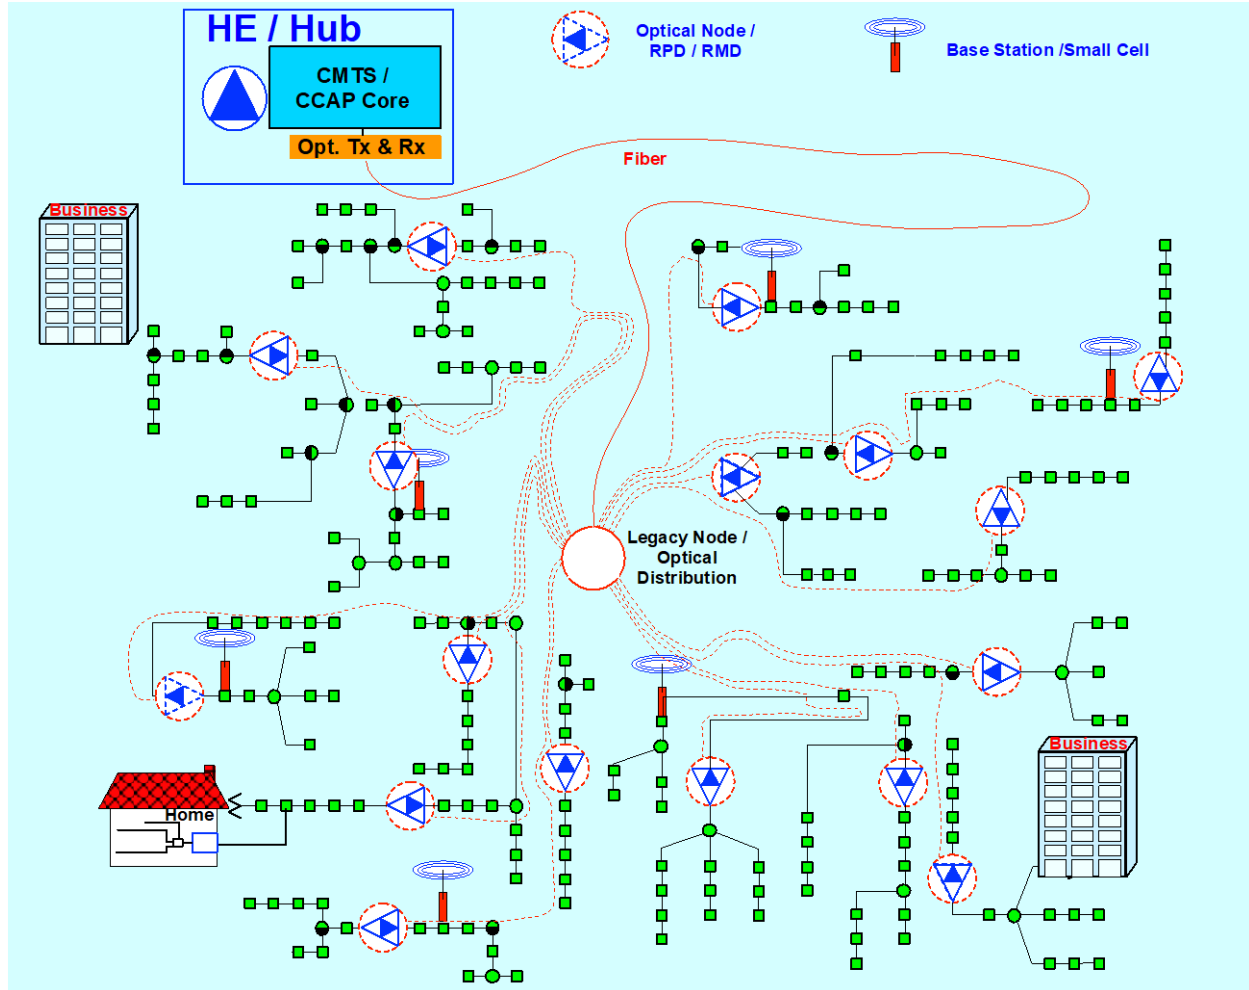 HE / Hub
CMTS /
CCAP Core
Opt. Tx & Rx
Optical Node /
RPD / RMD
Base Station /Small Cell
Fiber
Business
Legacy Node /
Optical
Distribution
Business
Home